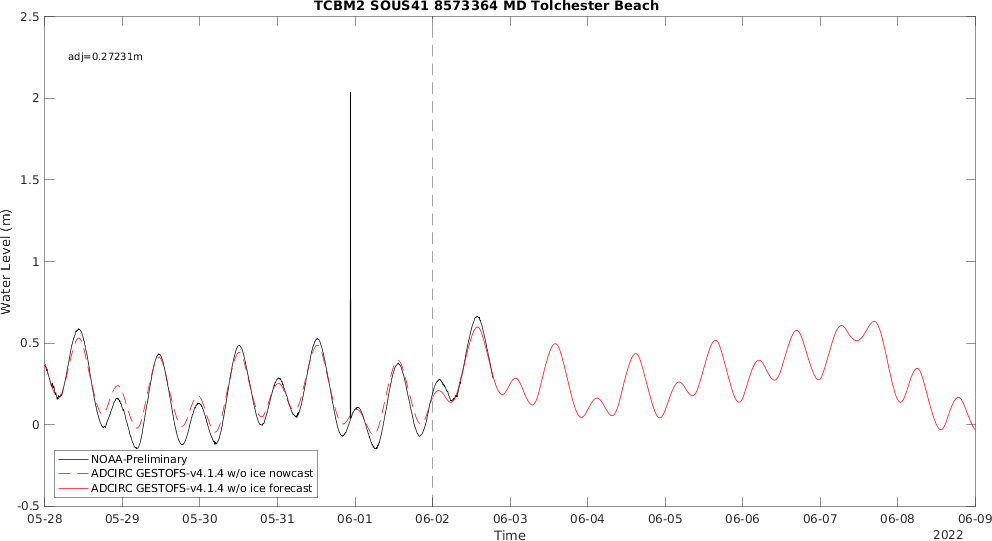 TCBM2 SOUS41 8573364 MD Tolchester Beach
adj=0.27231m
Water Level (m)
2.5
2
1.5
1
0.5
0
-0.5
NOAA-Preliminary
ADCIRC GESTOFS-v4.1.4 w/o ice nowcast
ADCIRC GESTOFS-v4.1.4 w/o ice forecast
05-28 05-29 05-30 05-31 06-01 06-02 06-03 06-04 06-05 06-06 06-07 06-08 06-09
Time
2022